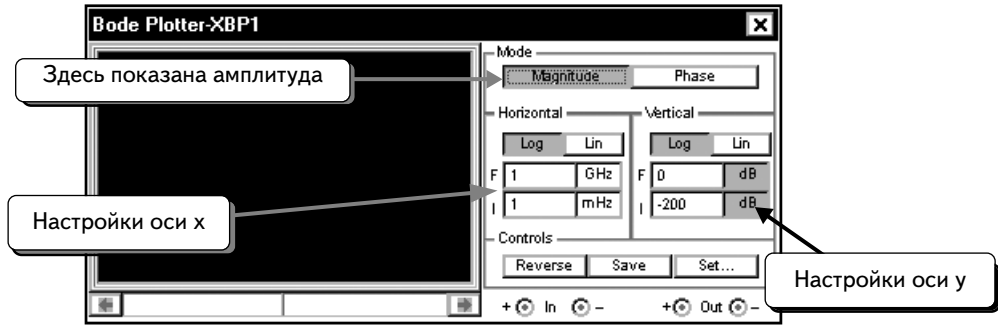 Bode Plotter-XBP1
Mode
Здесь показана амплитуда
Magnitude Phase
Horizontal Vertical
Log Lin Log Lin
F 1 GHz F 0 dB
I 1 mHz I -200 dB
Настройки оси x
Controls
Reverse Save Set...
Настройки оси y
+ In – + Out –